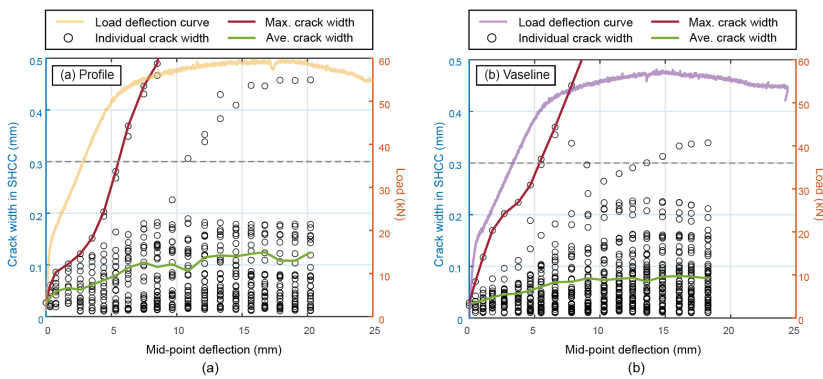 Load deflection curve Max. crack width
Individual crack width Ave. crack width
(a) Profile
0.5
0.4
0.3
0.2
0.1
0
Crack width in SHCC (mm)
60
50
40
30
20
10
0
Load (kN)
0 5 10 15 20 25
Mid-point deflection (mm)
(a)
Load deflection curve Max. crack width
Individual crack width Ave. crack width
(b) Vaseline
0.5
0.4
0.3
0.2
0.1
0
Crack width in SHCC (mm)
60
50
40
30
20
10
0
Load (kN)
0 5 10 15 20 25
Mid-point deflection (mm)
(b)